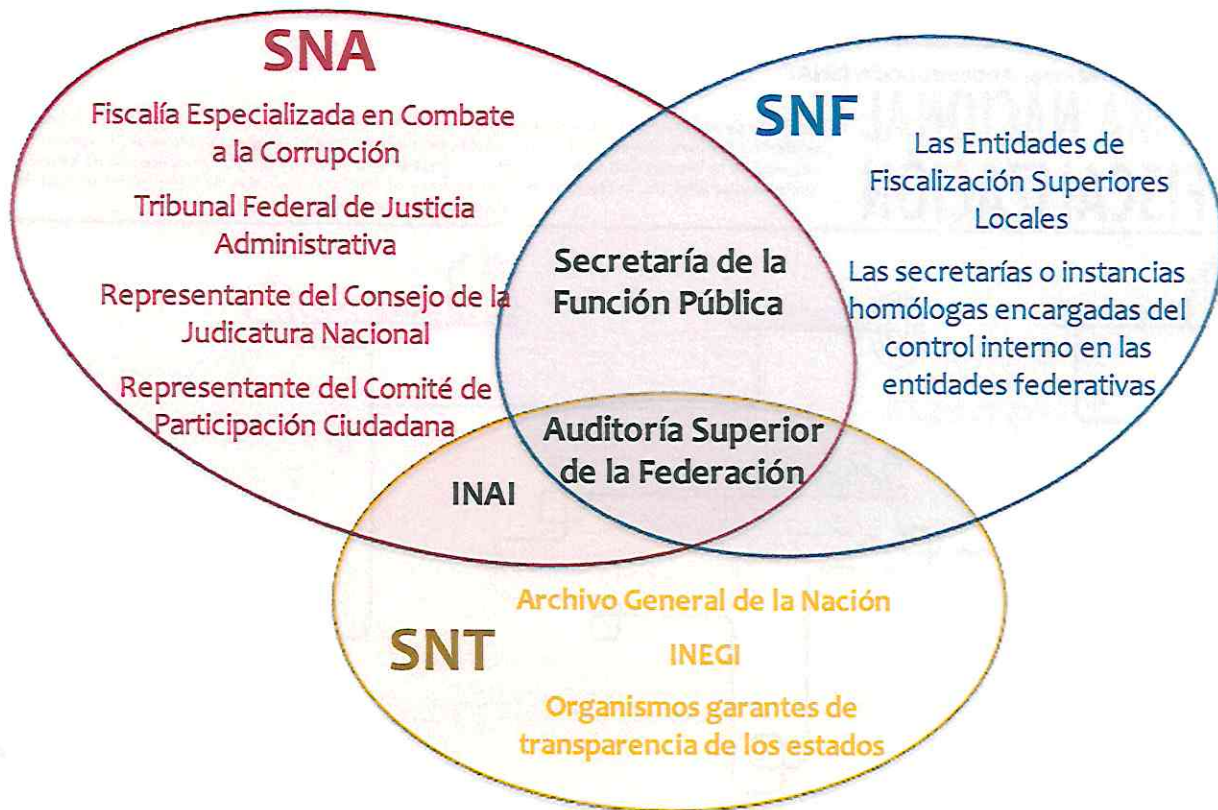 SNA
Fiscalía Especializada en Combate
a la Corrupción
Tribunal Federal de Justicia
Administrativa
Representante del Consejo de la
Judicatura Nacional
Representante del Comité de
Participación Ciudadana
SNF
Las Entidades de
Fiscalización Superiores
Locales
Las secretarías o instancias
homólogas encargadas del
control interno en las
entidades federativas
Secretaría de la
Función Pública
Auditoría Superior
de la Federación
INAI
SNT
Archivo General de la Nación
INEGI
Organismos garantes de
transparencia de los estados